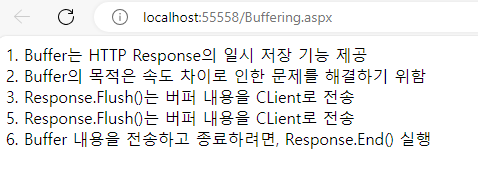 localhost:55558/Buffering.aspx
1. Buffer는 HTTP Response의 일시 저장 기능 제공
2. Buffer의 목적은 속도 차이로 인한 문제를 해결하기 위함
3. Response.Flush()는 버퍼 내용을 CLient로 전송
5. Response.Flush()는 버퍼 내용을 CLient로 전송
6. Buffer 내용을 전송하고 종료하려면, Response.End() 실행